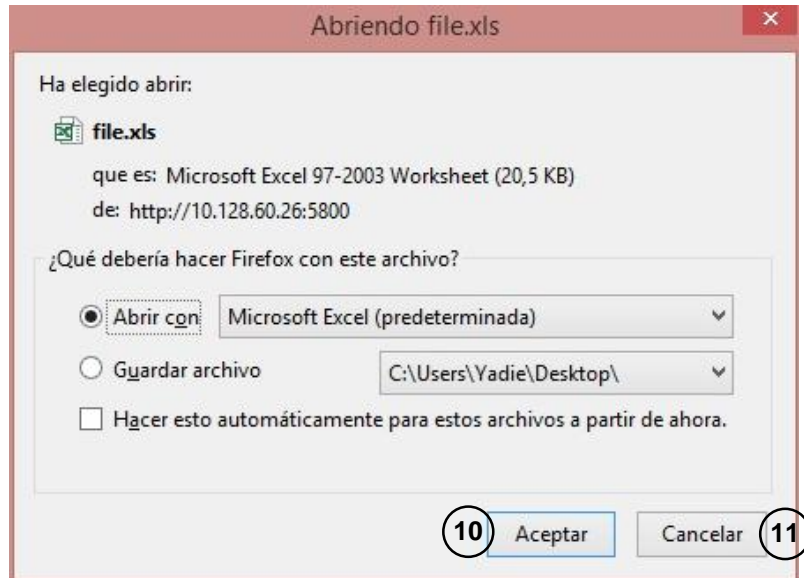 Abriendo file.xls
×
Ha elegido abrir:
file.xls
que es: Microsoft Excel 97-2003 Worksheet (20,5 KB)
de: http://10.128.60.26:5800
¿Qué debería hacer Firefox con este archivo?
Abrir con Microsoft Excel (predeterminada)
Guardar archivo C:\Users\Yadie\Desktop\
Hacer esto automáticamente para estos archivos a partir de ahora.
10 Aceptar Cancelar 11